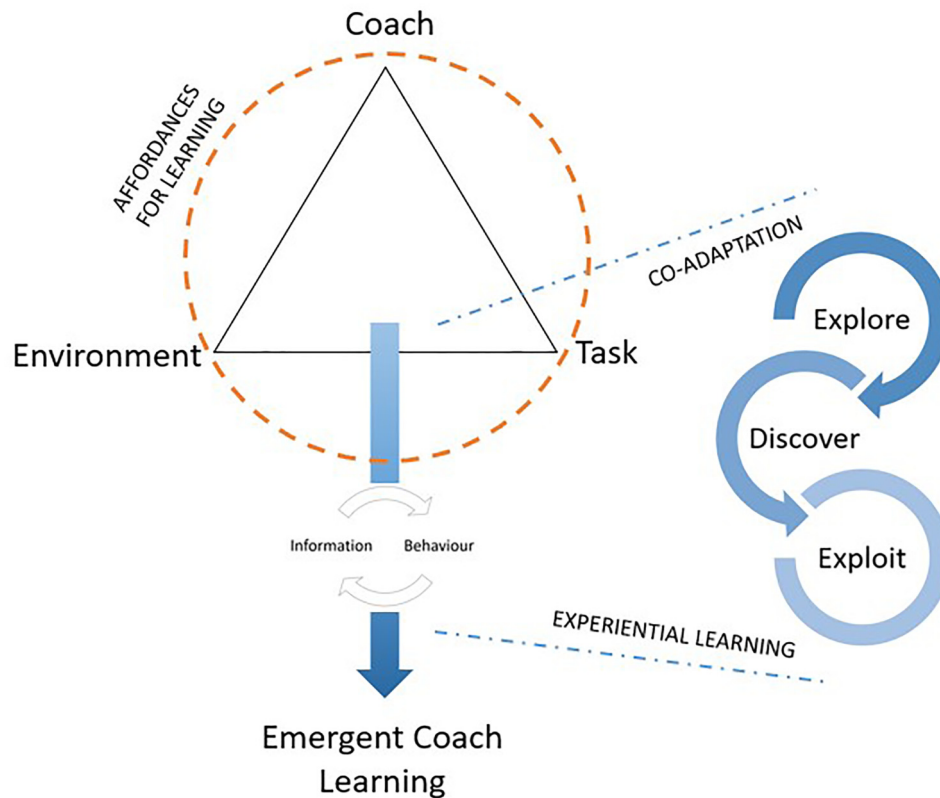 Coach
AFFORDANCES
FOR LEARNING
CO-ADAPTATION
Explore
Environment
Task
Discover
Information
Behaviour
Exploit
EXPERIENTIAL LEARNING
Emergent Coach
Learning